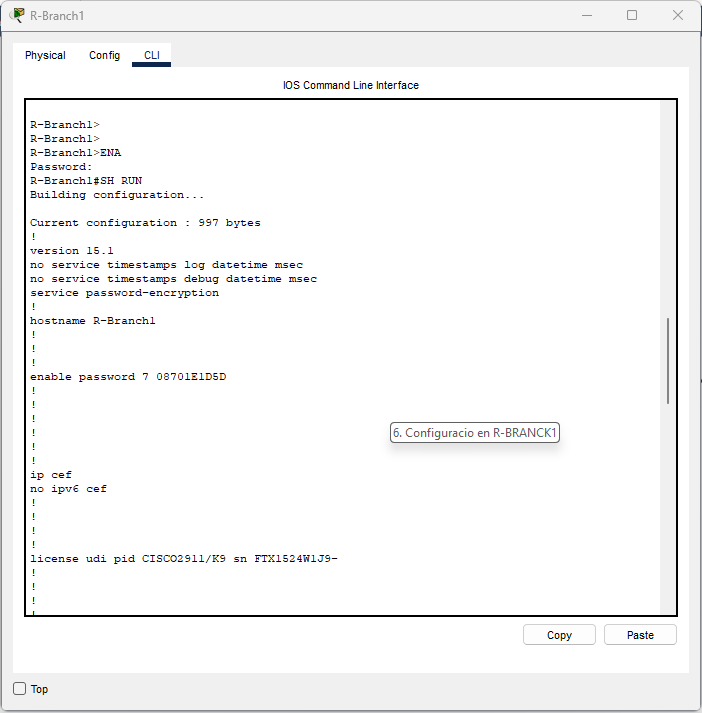 R-Branch1
Physical Config CLI
IOS Command Line Interface
R-Branch1>
R-Branch1>
R-Branch1>ENA
Password:
R-Branch1#SH RUN
Building configuration...
Current configuration : 997 bytes
!
version 15.1
no service timestamps log datetime msec
no service timestamps debug datetime msec
service password-encryption
!
hostname R-Branch1
!
!
!
enable password 7 08701E1D5D
!
!
!
!
!
!
ip cef
no ipv6 cef
!
!
!
!
license udi pid CISCO2911/K9 sn FTX1524W1J9-
!
!
!
!
6. Configuracio en R-BRANCK1
Copy Paste
Top